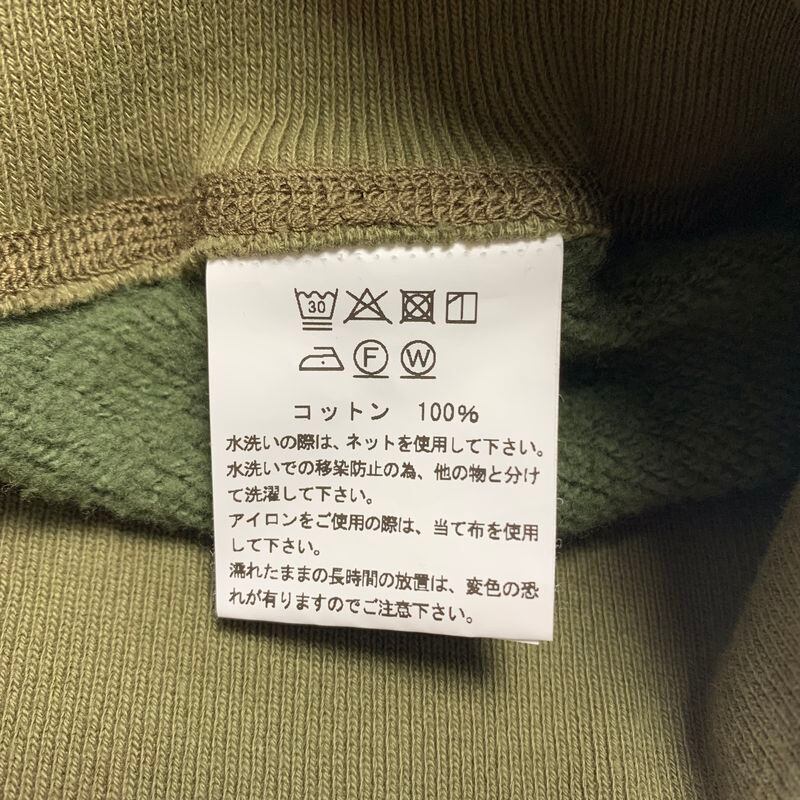 30
F W
コットン 100%
水洗いの際は、ネットを使用して下さい。
水洗いでの移染防止の為、他の物と分け
て洗濯して下さい。
アイロンをご使用の際は、当て布を使用
して下さい。
濡れたままの長時間の放置は、変色の恐
れが有りますのでご注意下さい。